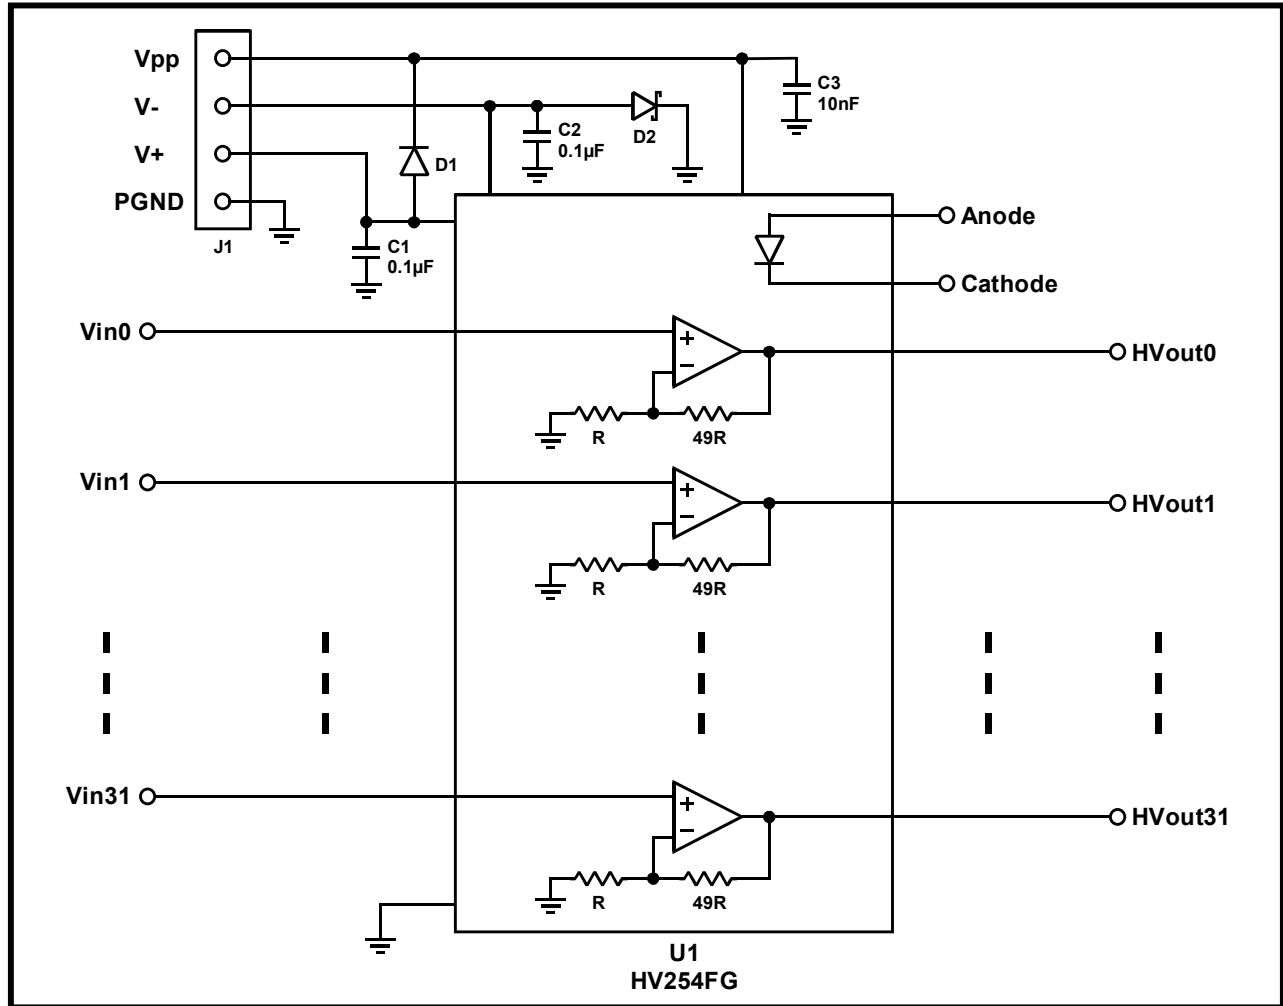 Vpp
V-
V+
PGND
J1
C1
0.1µF
D1
C2
0.1µF
D2
C3
10nF
Anode
Cathode
Vin0
+
−
R
49R
HVout0
Vin1
+
−
R
49R
HVout1
Vin31
+
−
R
49R
HVout31
U1
HV254FG